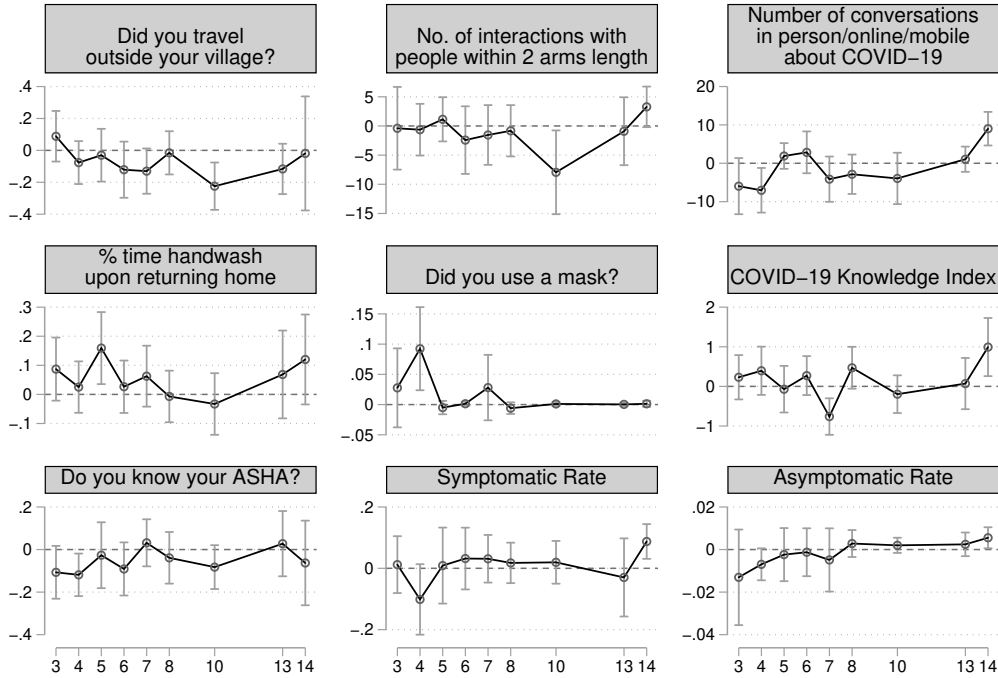 Did you travel
outside your village?
No. of interactions with
people within 2 arms length
Number of conversations
in person/online/mobile
about COVID−19
.4
.2
0
−.2
−.4
5
0
−5
−10
−15
20
10
0
−10
% time handwash
upon returning home
Did you use a mask?
COVID−19 Knowledge Index
.3
.2
.1
0
−.1
.15
.1
.05
0
−.05
2
1
0
−1
Do you know your ASHA?
Symptomatic Rate
Asymptomatic Rate
.2
0
−.2
−.4
.2
0
−.2
.02
0
−.02
−.04
3 4 5 6 7 8 10 13 14
3 4 5 6 7 8 10 13 14
3 4 5 6 7 8 10 13 14